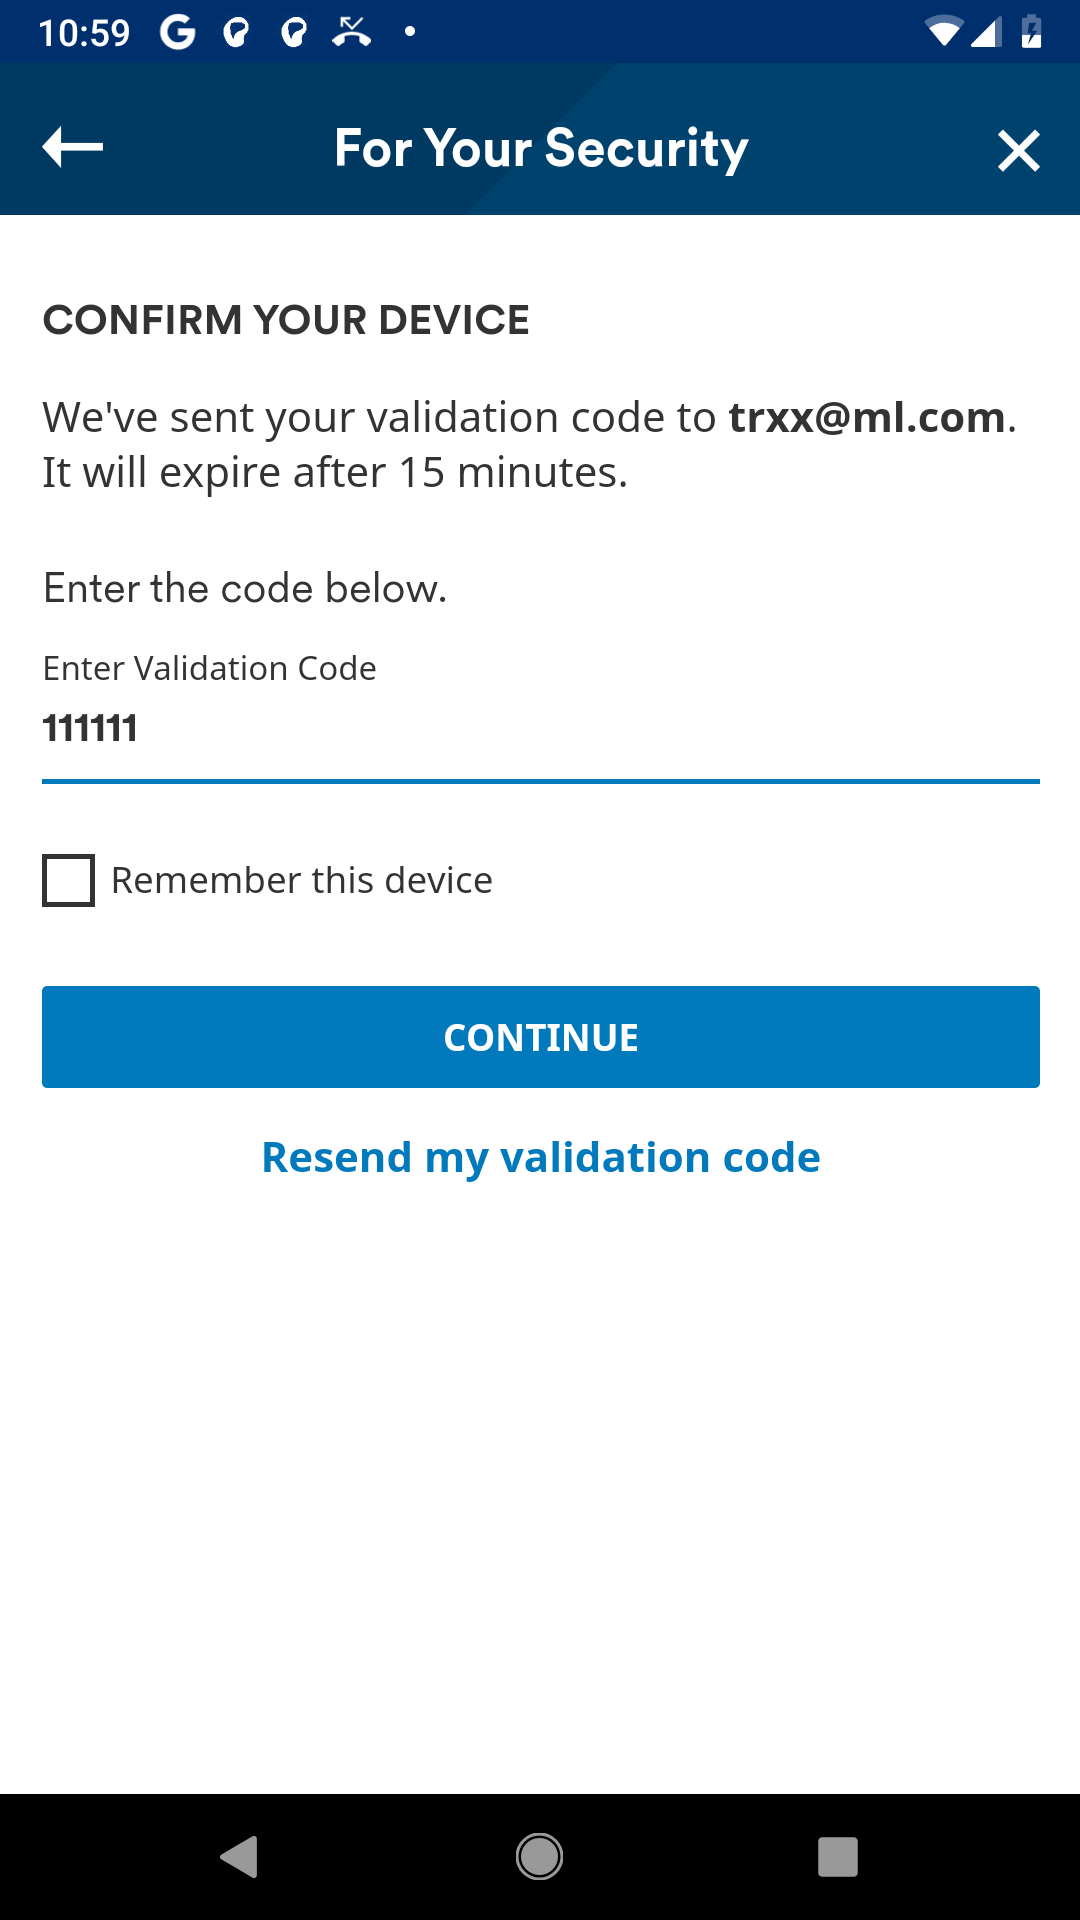 10:59
For Your Security
CONFIRM YOUR DEVICE
We've sent your validation code to trxx@ml.com.
It will expire after 15 minutes.
Enter the code below.
Enter Validation Code
111111
Remember this device
CONTINUE
Resend my validation code